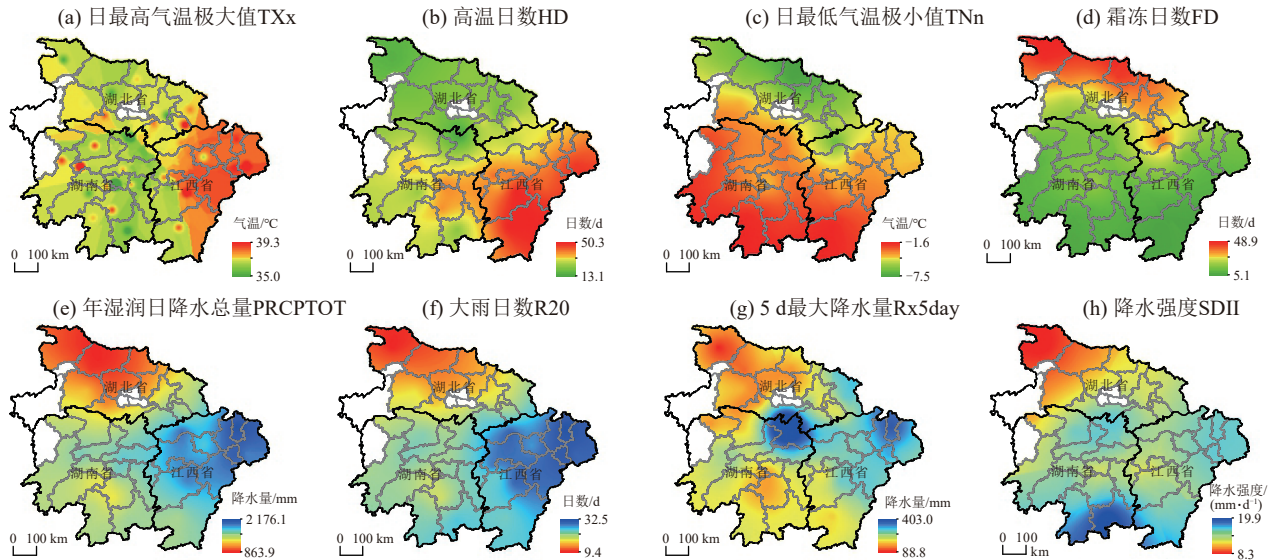 (a) 日最高气温极大值TXx
(b) 高温日数HD
(c) 日最低气温极小值TNn
(d) 霜冻日数FD
湖北省
湖南省
江西省
气温/℃
39.3
35.0
0 100 km
湖北省
湖南省
江西省
日数/d
50.3
13.1
0 100 km
湖北省
湖南省
江西省
气温/℃
−1.6
−7.5
0 100 km
湖北省
湖南省
江西省
日数/d
48.9
5.1
0 100 km
(e) 年湿润日降水总量PRCPTOT
(f) 大雨日数R20
(g) 5 d最大降水量Rx5day
(h) 降水强度SDII
湖北省
湖南省
江西省
降水量/mm
2 176.1
863.9
0 100 km
湖北省
湖南省
江西省
日数/d
32.5
9.4
0 100 km
湖北省
湖南省
江西省
降水量/mm
403.0
88.8
0 100 km
湖北省
湖南省
江西省
降水强度/
(mm·d⁻¹)
19.9
8.3
0 100
km